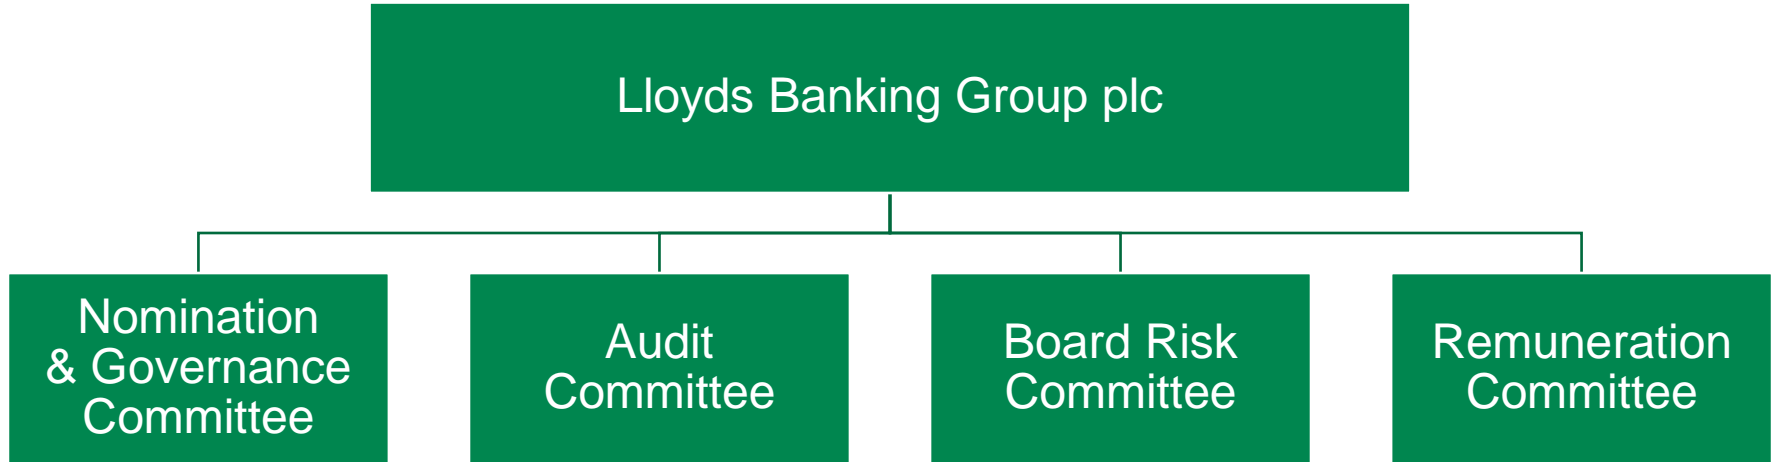 Lloyds Banking Group plc
Nomination
& Governance
Committee
Audit
Committee
Board Risk
Committee
Remuneration
Committee